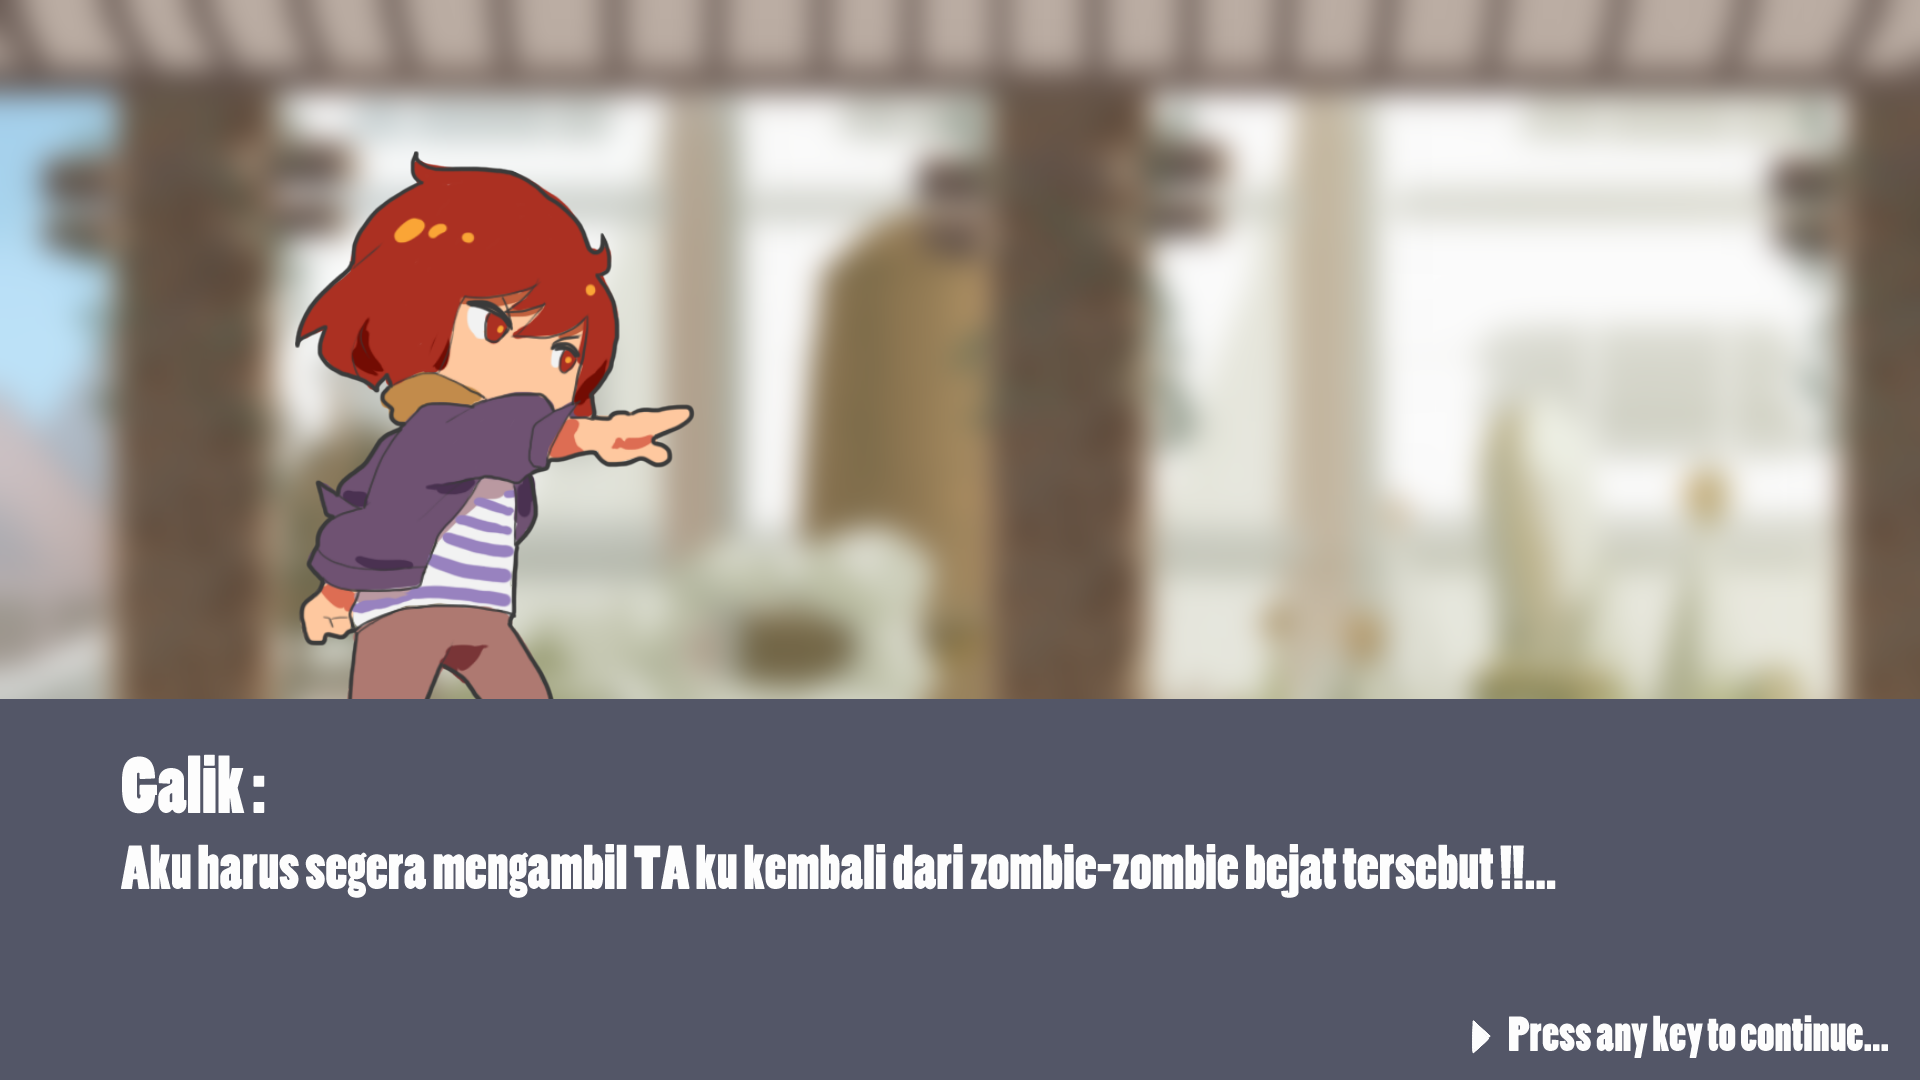 Galik :
Aku harus segera mengambil TA ku kembali dari zombie-zombie bejat tersebut !!...
Press any key to continue...